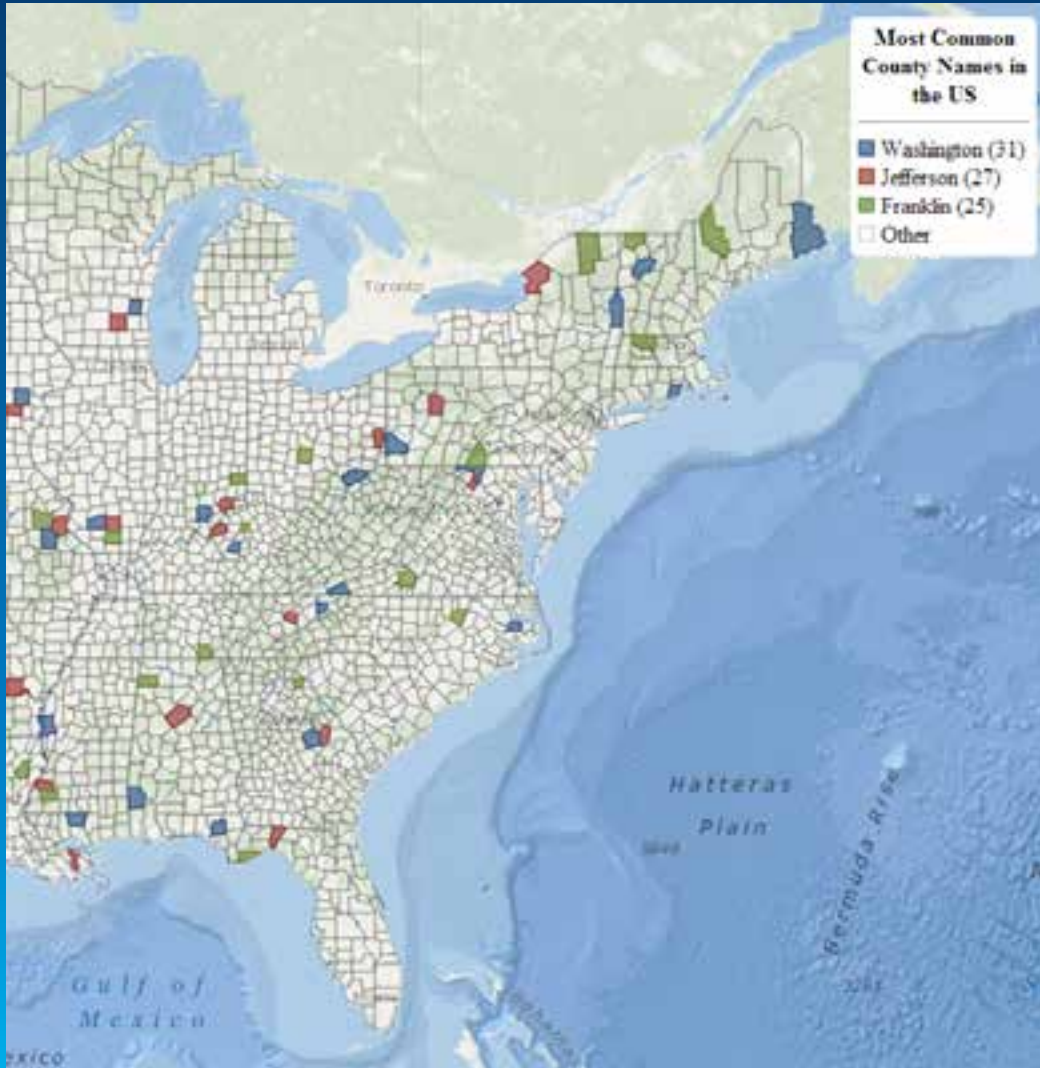 Most Common
County Names in
the US
Washington (31)
Jefferson (27)
Franklin (25)
Other
Toronto
Hatteras
Plain
Bermuda Rise
Gulf of
Mexico
exico